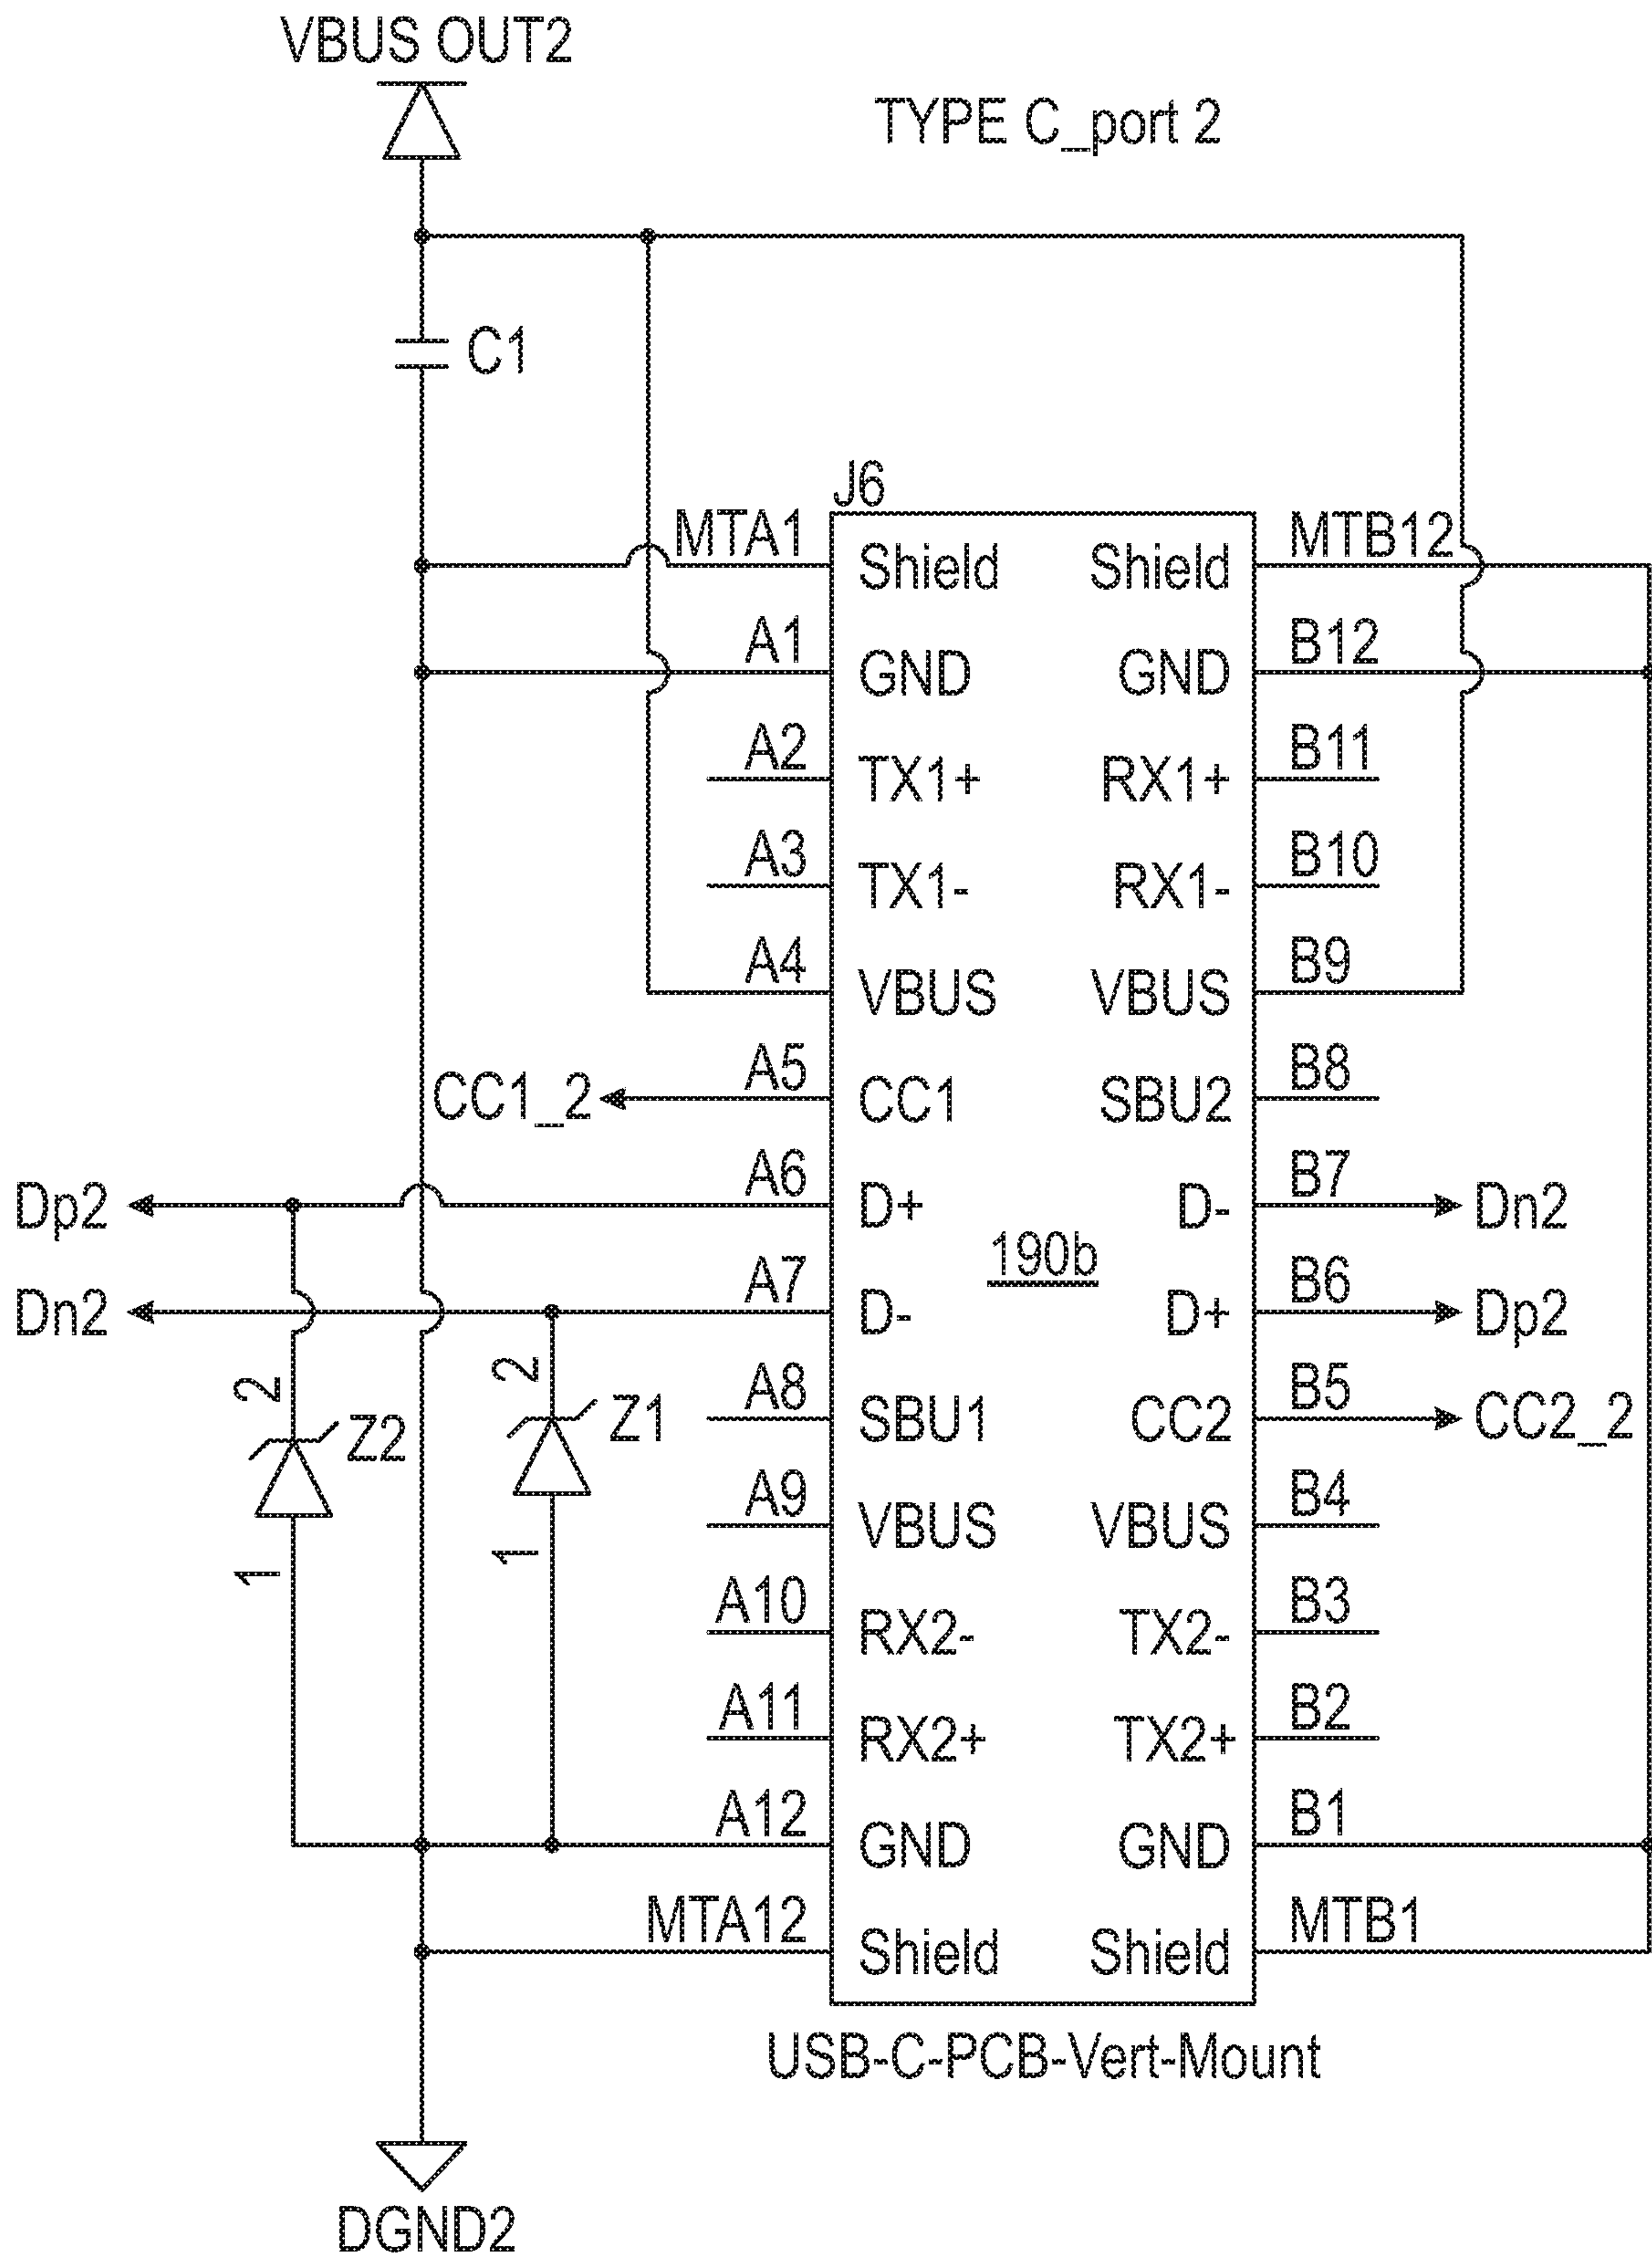 VBUS OUT2
TYPE C_port 2
C1
J6
MTA1 Shield Shield MTB12
A1 GND GND B12
A2 TX1+ RX1+ B11
A3 TX1- RX1- B10
A4 VBUS VBUS B9
CC1_2 A5 CC1 SBU2 B8
Dp2 A6 D+ D- B7 Dn2
190b
Dn2 A7 D- D+ B6 Dp2
2 Z2 2 Z1 A8 SBU1 CC2 B5 CC2_2
1 1 A9 VBUS VBUS B4
A10 RX2- TX2- B3
A11 RX2+ TX2+ B2
A12 GND GND B1
MTA12 Shield Shield MTB1
USB-C-PCB-Vert-Mount
DGND2